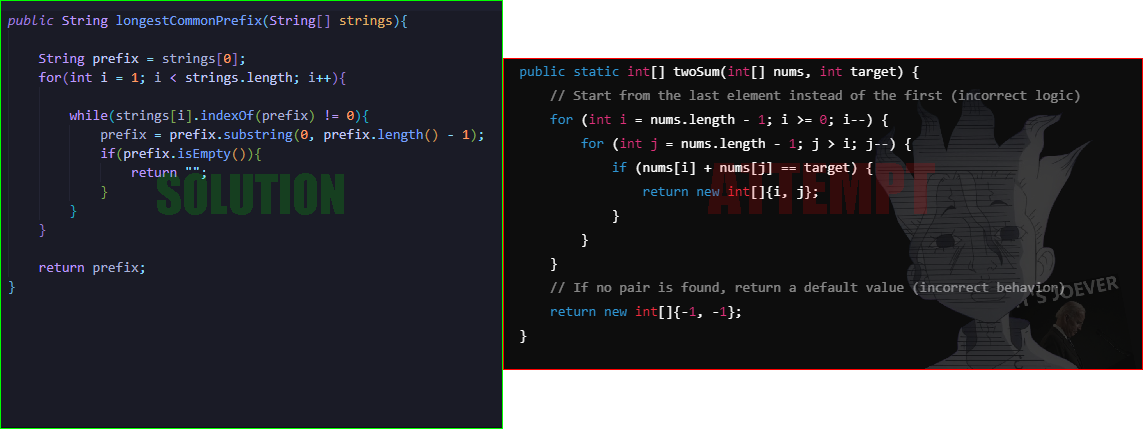 public String longestCommonPrefix(String[] strings){
String prefix = strings[0];
for(int i = 1; i < strings.length; i++){
while(strings[i].indexOf(prefix) != 0){
prefix = prefix.substring(0, prefix.length() - 1);
if(prefix.isEmpty()){
return "";
}
}
}
return prefix;
}
SOLUTION
public static int[] twoSum(int[] nums, int target) {
// Start from the last element instead of the first (incorrect logic)
for (int i = nums.length - 1; i >= 0; i--) {
for (int j = nums.length - 1; j > i; j--) {
if (nums[i] + nums[j] == target) {
return new int[]{i, j};
}
}
}
// If no pair is found, return a default value (incorrect behavior)
return new int[]{-1, -1};
}
ATTEMPT
IT'S JOEVER